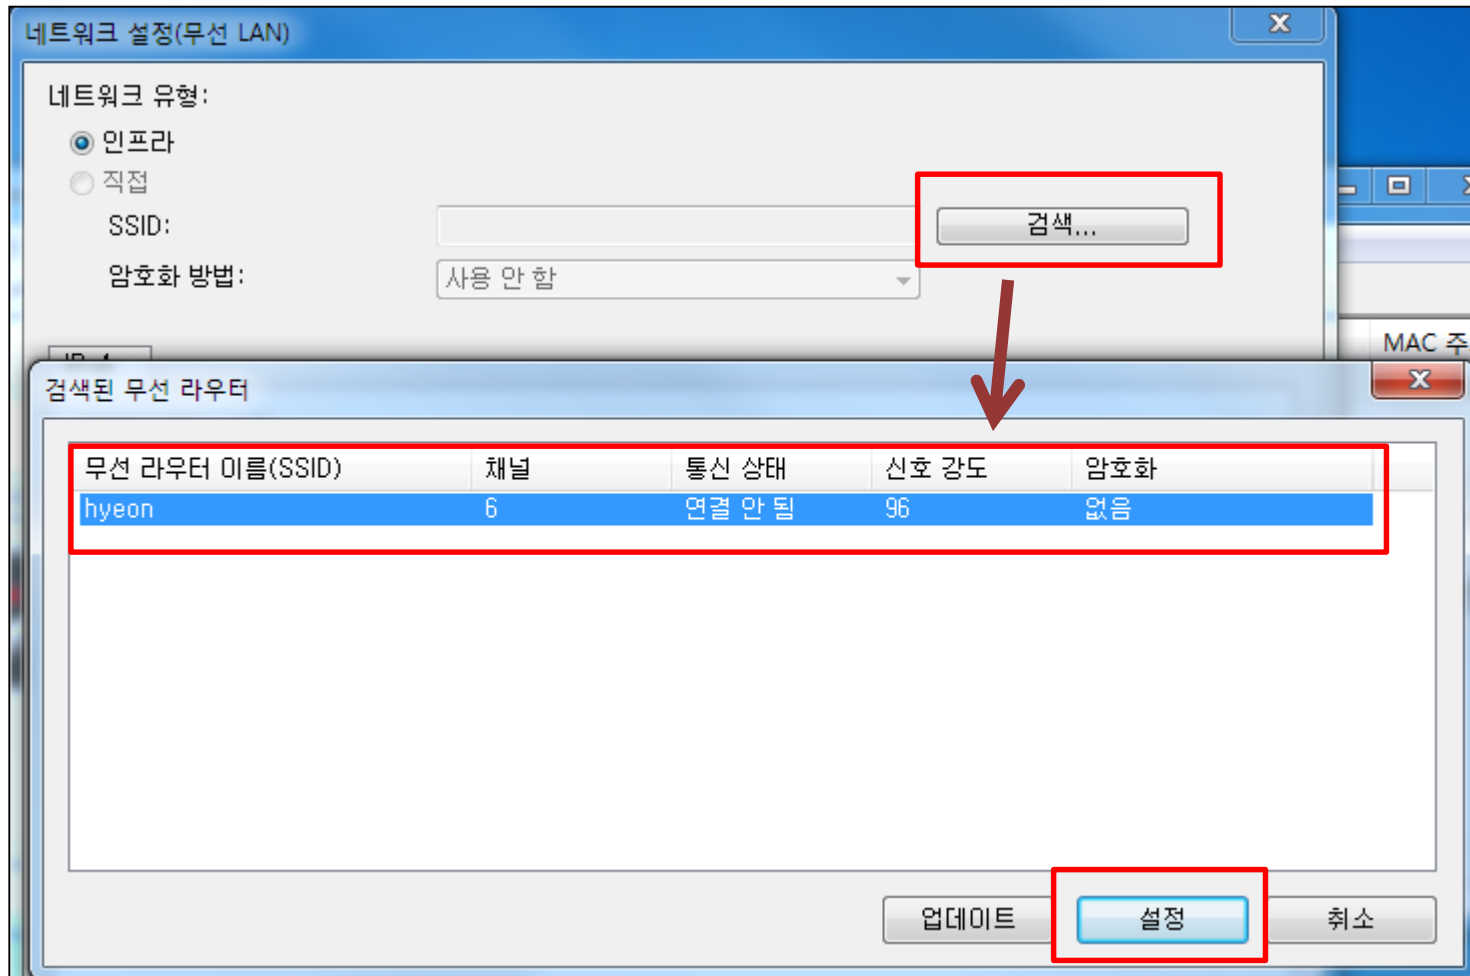 네트워크 설정(무선 LAN)
네트워크 유형:
인프라
직접
SSID:
검색...
암호화 방법:
사용 안 함
MAC 주
검색된 무선 라우터
무선 라우터 이름(SSID) 채널 통신 상태 신호 강도 암호화
hyeon 6 연결 안 됨 96 없음
업데이트 설정 취소